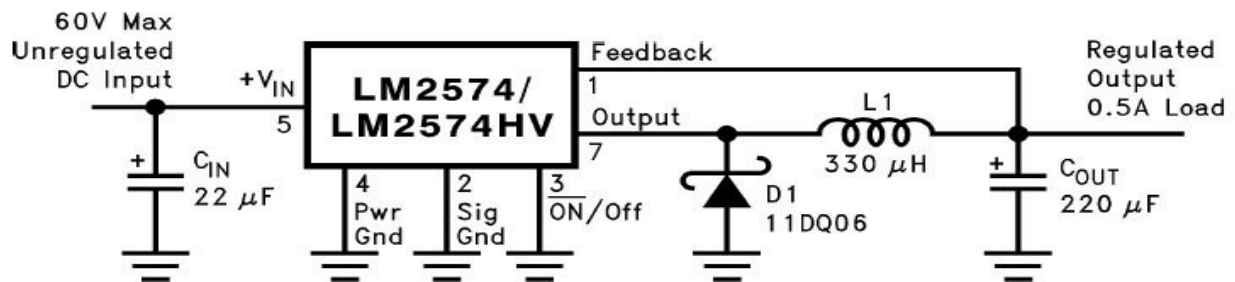 60V Max
Unregulated
DC Input
+VIN
5
CIN
22 μF
+
LM2574/
LM2574HV
4
Pwr
Gnd
2
Sig
Gnd
3
ON/Off
Feedback
1
Output
7
D1
11DQ06
L1
330 μH
Regulated
Output
0.5A Load
+
COUT
220 μF